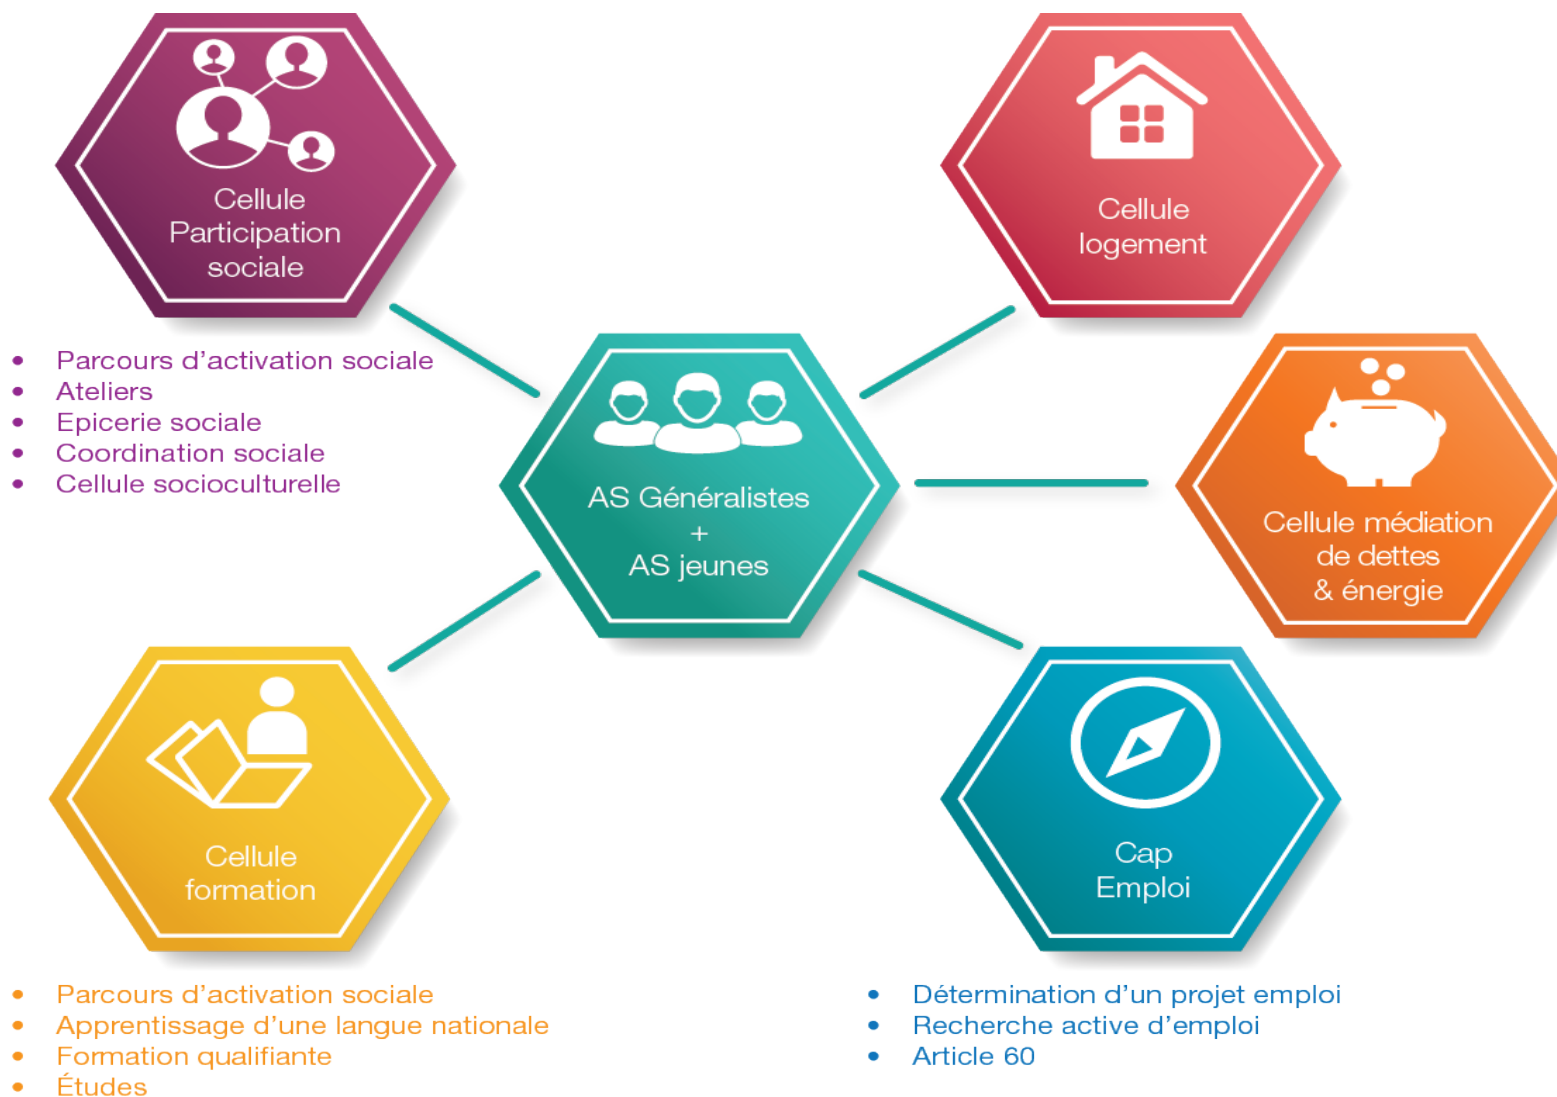 Cellule
Participation
sociale
• Parcours d’activation sociale
• Ateliers
• Epicerie sociale
• Coordination sociale
• Cellule socioculturelle
Cellule
logement
AS Généralistes
+
AS jeunes
Cellule médiation
de dettes
& énergie
Cellule
formation
• Parcours d’activation sociale
• Apprentissage d’une langue nationale
• Formation qualifiante
• Études
Cap
Emploi
• Détermination d’un projet emploi
• Recherche active d’emploi
• Article 60